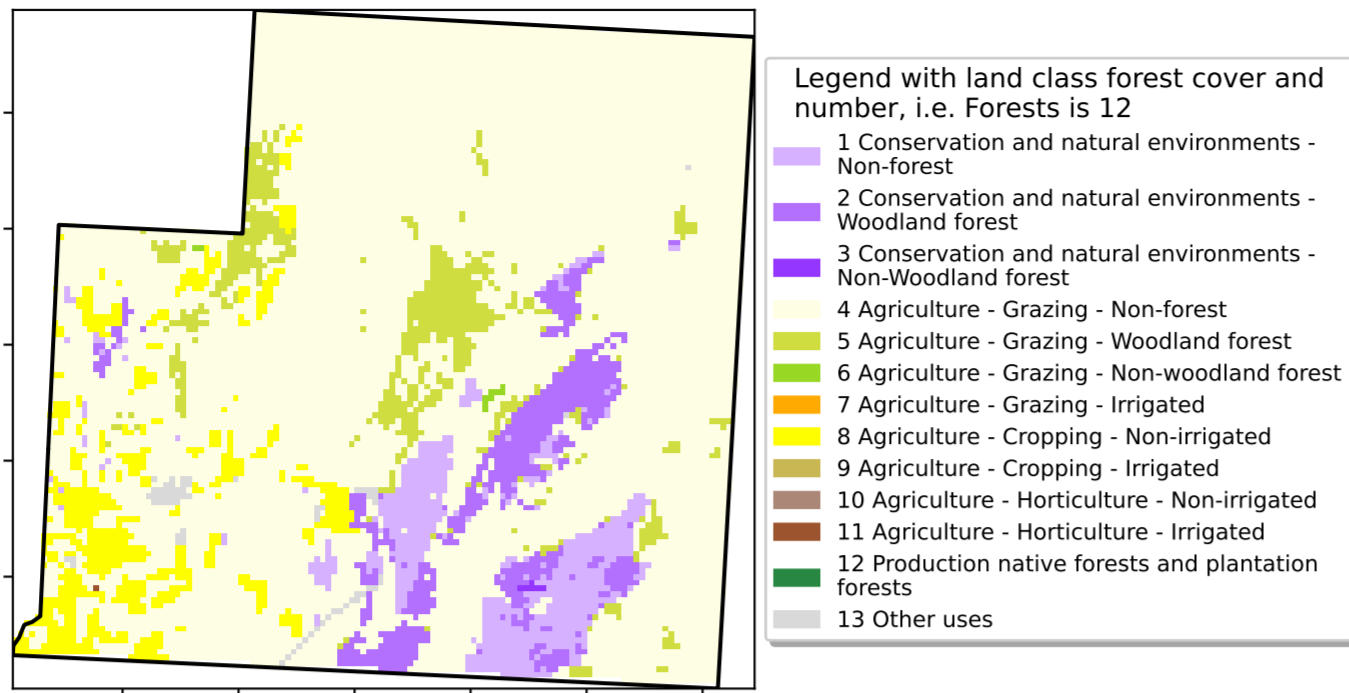 Legend with land class forest cover and
number, i.e. Forests is 12
1 Conservation and natural environments -
Non-forest
2 Conservation and natural environments -
Woodland forest
3 Conservation and natural environments -
Non-Woodland forest
4 Agriculture - Grazing - Non-forest
5 Agriculture - Grazing - Woodland forest
6 Agriculture - Grazing - Non-woodland forest
7 Agriculture - Grazing - Irrigated
8 Agriculture - Cropping - Non-irrigated
9 Agriculture - Cropping - Irrigated
10 Agriculture - Horticulture - Non-irrigated
11 Agriculture - Horticulture - Irrigated
12 Production native forests and plantation
forests
13 Other uses